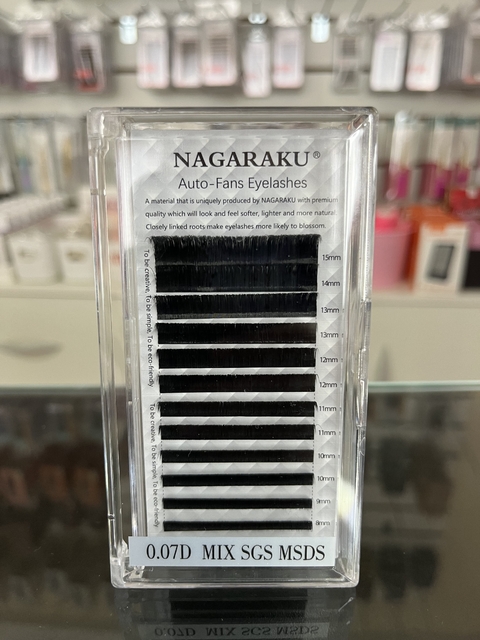 NAGARAKU®
Auto-Fans Eyelashes
A material that is uniquely produced by NAGARAKU with premium
quality which will look and feel softer, lighter and more natural
Closely linked roots make eyelashes more likely to blossom.
To be creative, To be simple, To be eco-friendly.
To be creative, To be simple, To be eco-friendly.
15mm
14mm
13mm
13mm
12mm
12mm
11mm
11mm
10mm
10mm
9mm
8mm
0.07D MIX SGS MSDS